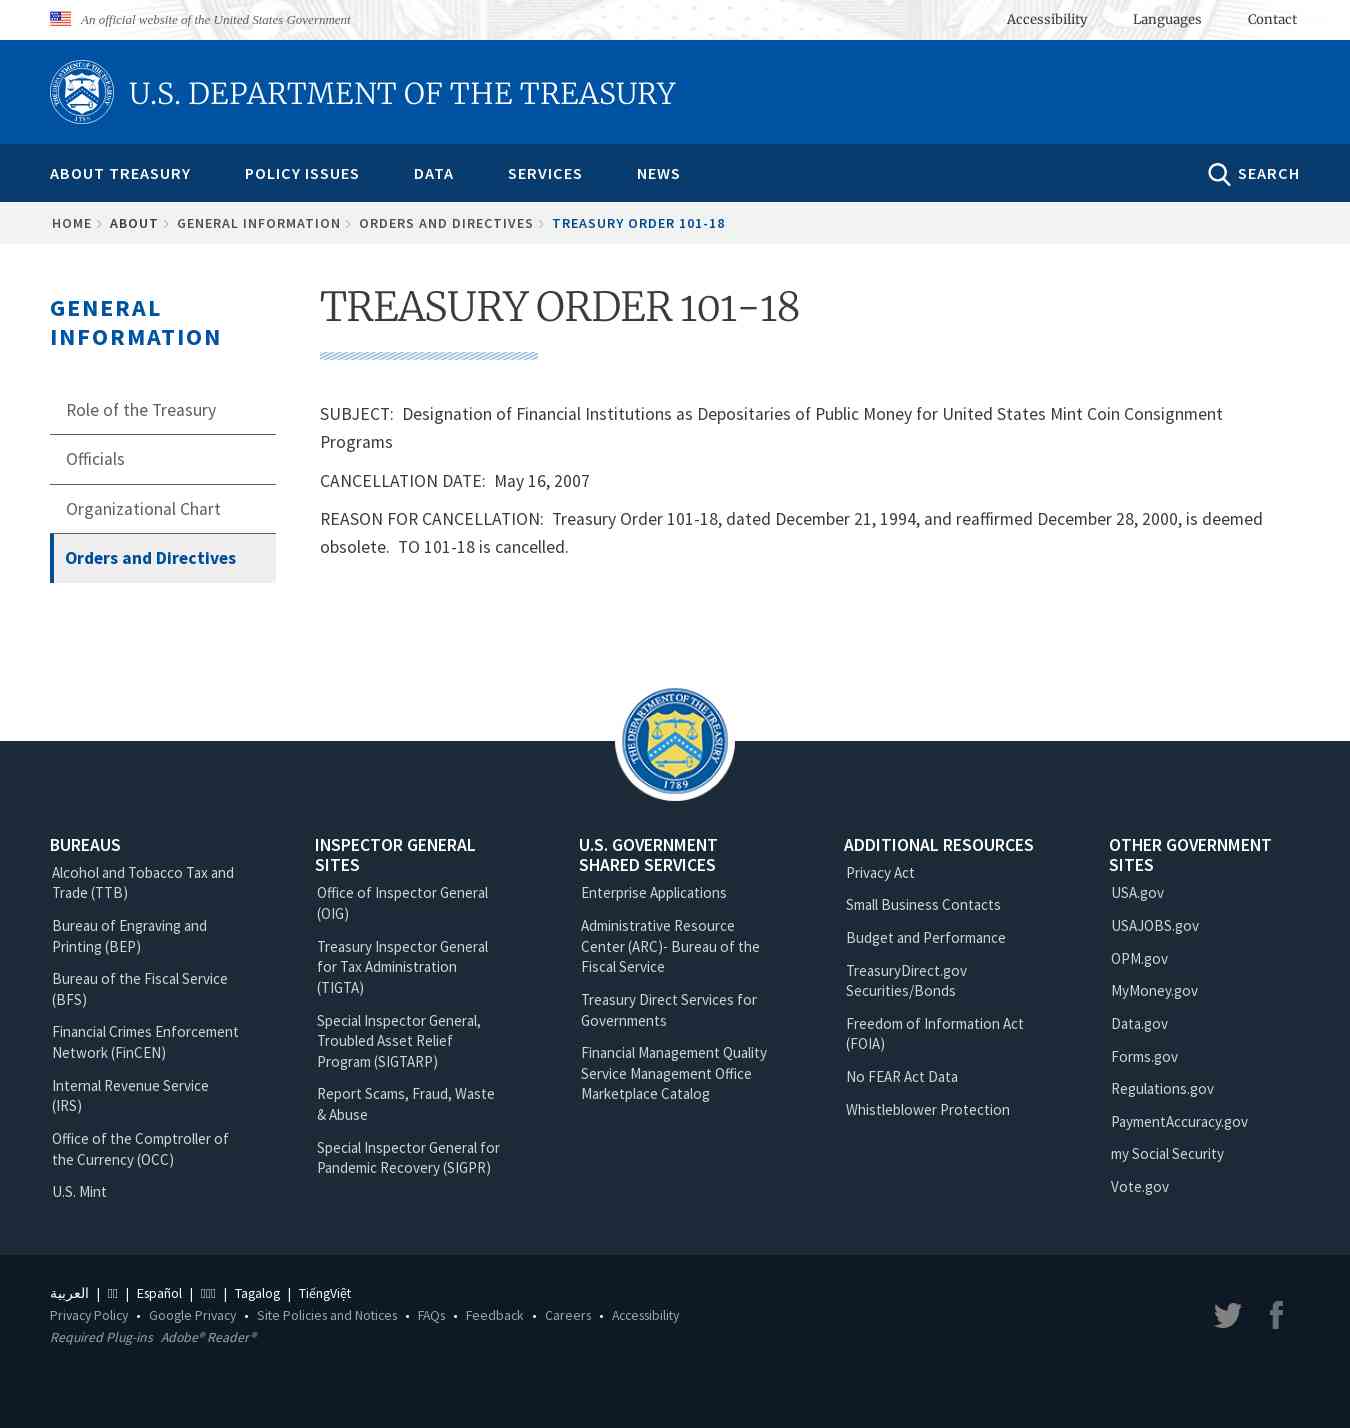 An official website of the United States Government
Accessibility Languages Contact
U.S. DEPARTMENT OF THE TREASURY
ABOUT TREASURY POLICY ISSUES DATA SERVICES NEWS SEARCH
HOME ABOUT GENERAL INFORMATION ORDERS AND DIRECTIVES TREASURY ORDER 101-18
GENERAL
INFORMATION
Role of the Treasury
Officials
Organizational Chart
Orders and Directives
TREASURY ORDER 101-18
SUBJECT:  Designation of Financial Institutions as Depositaries of Public Money for United States Mint Coin Consignment
Programs
CANCELLATION DATE:  May 16, 2007
REASON FOR CANCELLATION:  Treasury Order 101-18, dated December 21, 1994, and reaffirmed December 28, 2000, is deemed
obsolete.  TO 101-18 is cancelled.
THE DEPARTMENT OF THE TREASURY
1789
BUREAUS
Alcohol and Tobacco Tax and
Trade (TTB)
Bureau of Engraving and
Printing (BEP)
Bureau of the Fiscal Service
(BFS)
Financial Crimes Enforcement
Network (FinCEN)
Internal Revenue Service
(IRS)
Office of the Comptroller of
the Currency (OCC)
U.S. Mint
INSPECTOR GENERAL
SITES
Office of Inspector General
(OIG)
Treasury Inspector General
for Tax Administration
(TIGTA)
Special Inspector General,
Troubled Asset Relief
Program (SIGTARP)
Report Scams, Fraud, Waste
& Abuse
Special Inspector General for
Pandemic Recovery (SIGPR)
U.S. GOVERNMENT
SHARED SERVICES
Enterprise Applications
Administrative Resource
Center (ARC)- Bureau of the
Fiscal Service
Treasury Direct Services for
Governments
Financial Management Quality
Service Management Office
Marketplace Catalog
ADDITIONAL RESOURCES
Privacy Act
Small Business Contacts
Budget and Performance
TreasuryDirect.gov
Securities/Bonds
Freedom of Information Act
(FOIA)
No FEAR Act Data
Whistleblower Protection
OTHER GOVERNMENT
SITES
USA.gov
USAJOBS.gov
OPM.gov
MyMoney.gov
Data.gov
Forms.gov
Regulations.gov
PaymentAccuracy.gov
my Social Security
Vote.gov
العربية | | Español | | Tagalog | TiếngViệt
Privacy Policy • Google Privacy • Site Policies and Notices • FAQs • Feedback • Careers • Accessibility
Required Plug-ins Adobe® Reader®